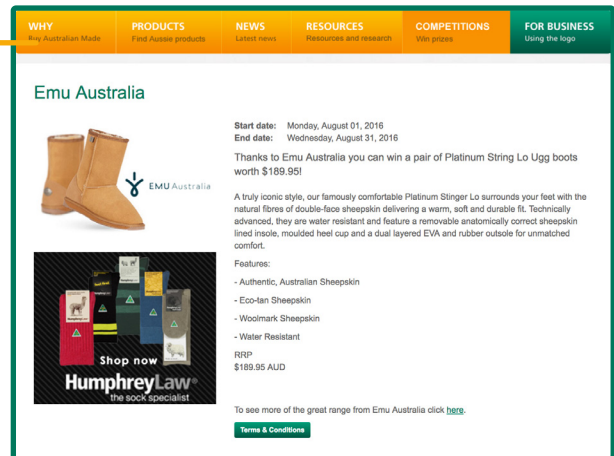 WHY
Buy Australian Made
PRODUCTS
Find Aussie products
NEWS
Latest news
RESOURCES
Resources and research
COMPETITIONS
Win prizes
FOR BUSINESS
Using the logo
Emu Australia
EMU Australia
Start date: Monday, August 01, 2016
End date: Wednesday, August 31, 2016
Thanks to Emu Australia you can win a pair of Platinum String Lo Ugg boots
worth $189.95!
A truly iconic style, our famously comfortable Platinum Stinger Lo surrounds your feet with the
natural fibres of double-face sheepskin delivering a warm, soft and durable fit. Technically
advanced, they are water resistant and feature a removable anatomically correct sheepskin
lined insole, moulded heel cup and a dual layered EVA and rubber outsole for unmatched
comfort.
Features:
- Authentic, Australian Sheepskin
- Eco-tan Sheepskin
- Woolmark Sheepskin
- Water Resistant
RRP
$189.95 AUD
To see more of the great range from Emu Australia click here.
Terms & Conditions
Shop now
HumphreyLaw®
the sock specialist